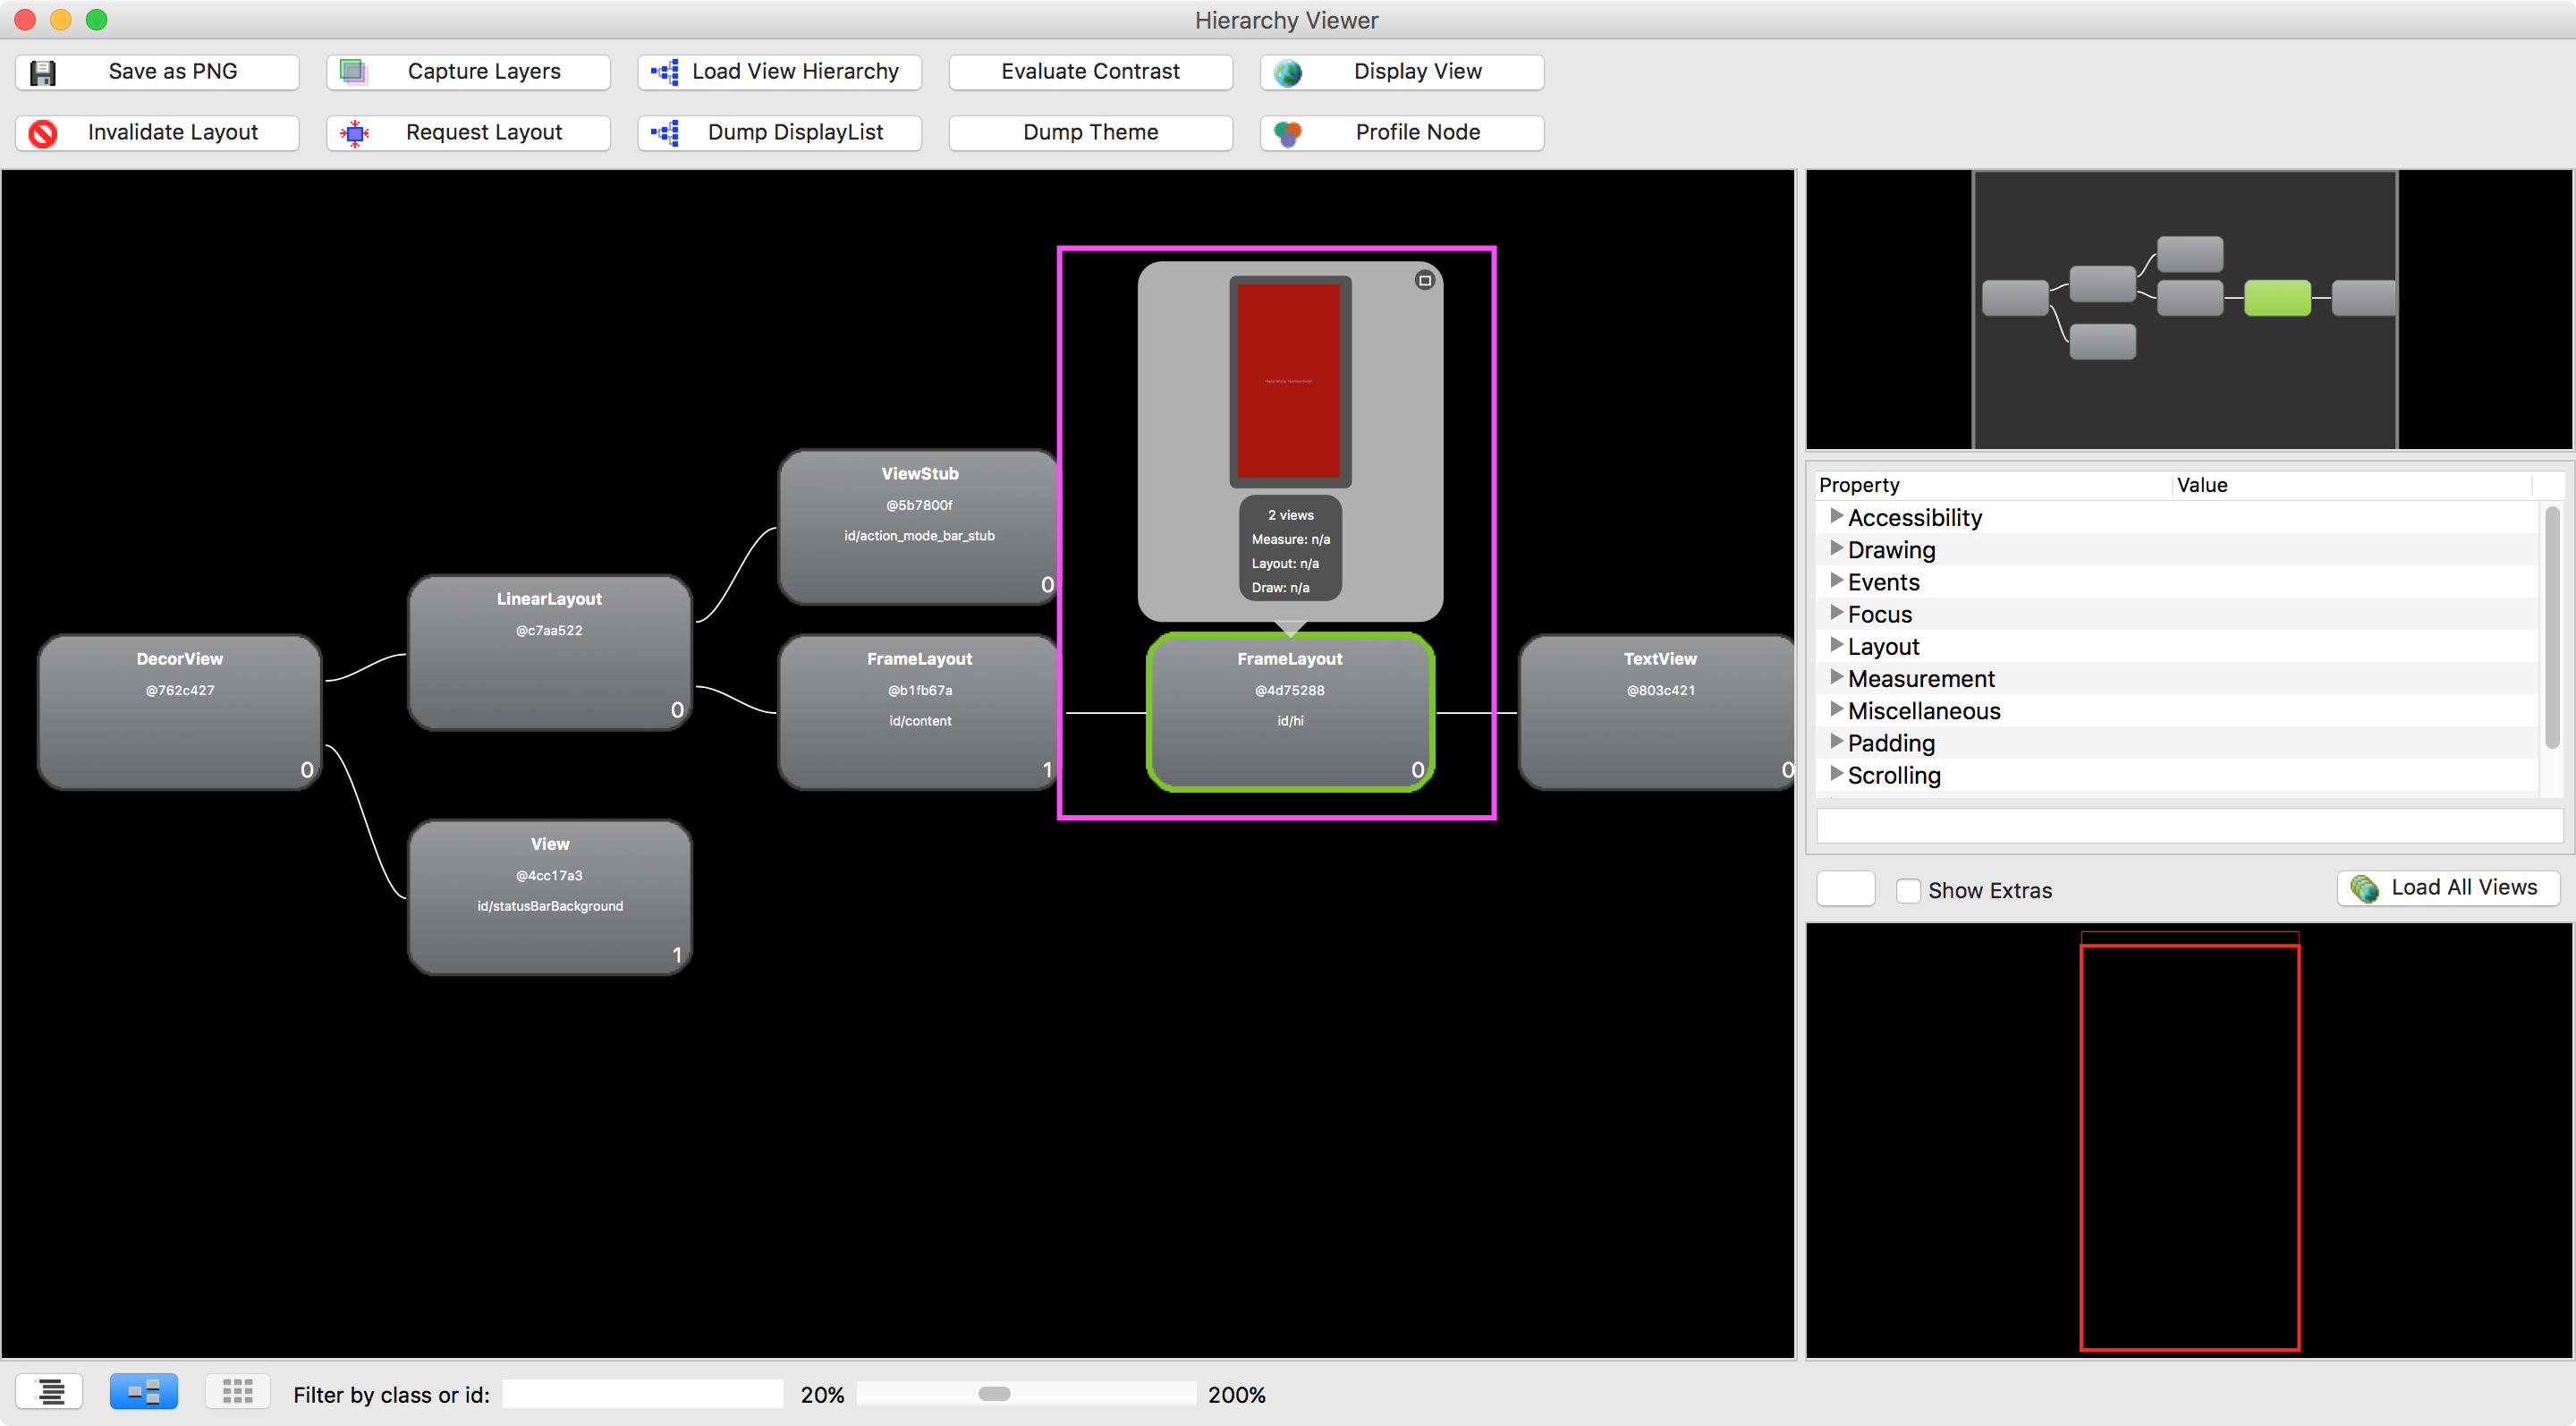 Hierarchy Viewer
Save as PNG
Capture Layers
Load View Hierarchy
Evaluate Contrast
Display View
Invalidate Layout
Request Layout
Dump DisplayList
Dump Theme
Profile Node
DecorView
@762c427
0
LinearLayout
@c7aa522
0
View
@4cc17a3
id/statusBarBackground
1
ViewStub
@5b7800f
id/action_mode_bar_stub
0
FrameLayout
@b1fb67a
id/content
1
2 views
Measure: n/a
Layout: n/a
Draw: n/a
FrameLayout
@4d75288
id/hi
0
TextView
@803c421
0
Property Value
Accessibility
Drawing
Events
Focus
Layout
Measurement
Miscellaneous
Padding
Scrolling
Show Extras
Load All Views
Filter by class or id:
20%
200%